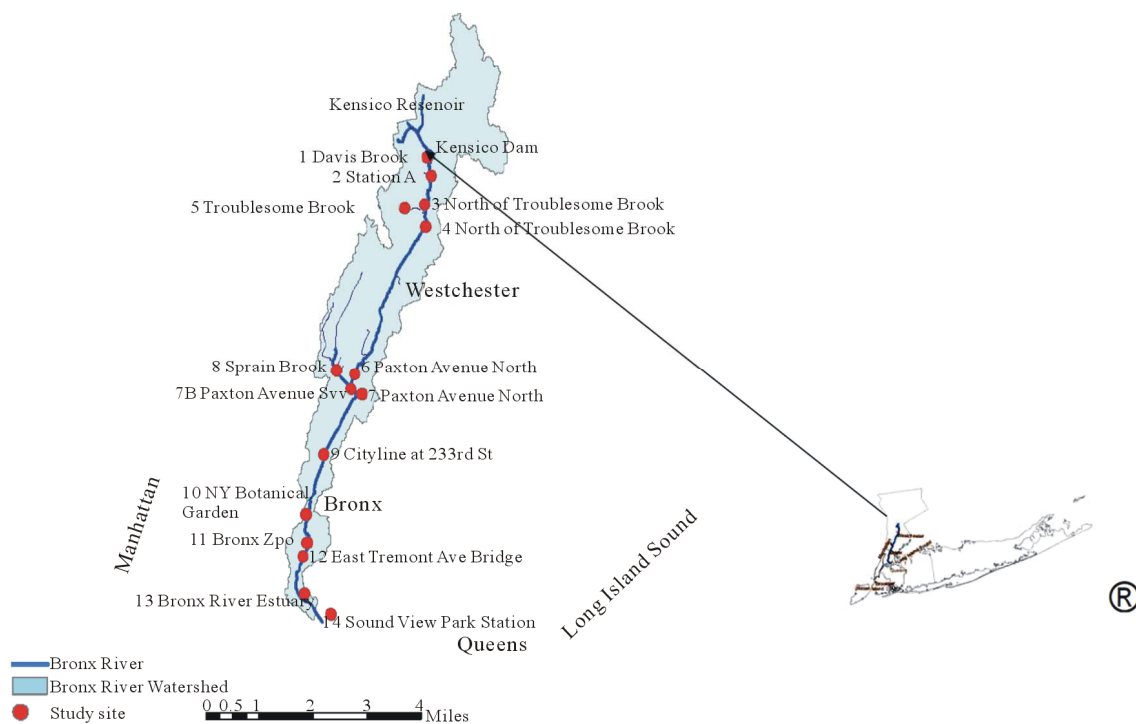 Kensico Resenoir
Kensico Dam
1 Davis Brook
2 Station A
3 North of Troublesome Brook
5 Troublesome Brook
4 North of Troublesome Brook
Westchester
8 Sprain Brook
6 Paxton Avenue North
7B Paxton Avenue Svv
7 Paxton Avenue North
9 Cityline at 233rd St
10 NY Botanical
Garden
Bronx
Manhattan
11 Bronx Zpo
12 East Tremont Ave Bridge
13 Bronx River Estuary
14 Sound View Park Station
Queens
Long Island Sound
®
Bronx River
Bronx River Watershed
Study site
0 0.5 1 2 3 4
Miles